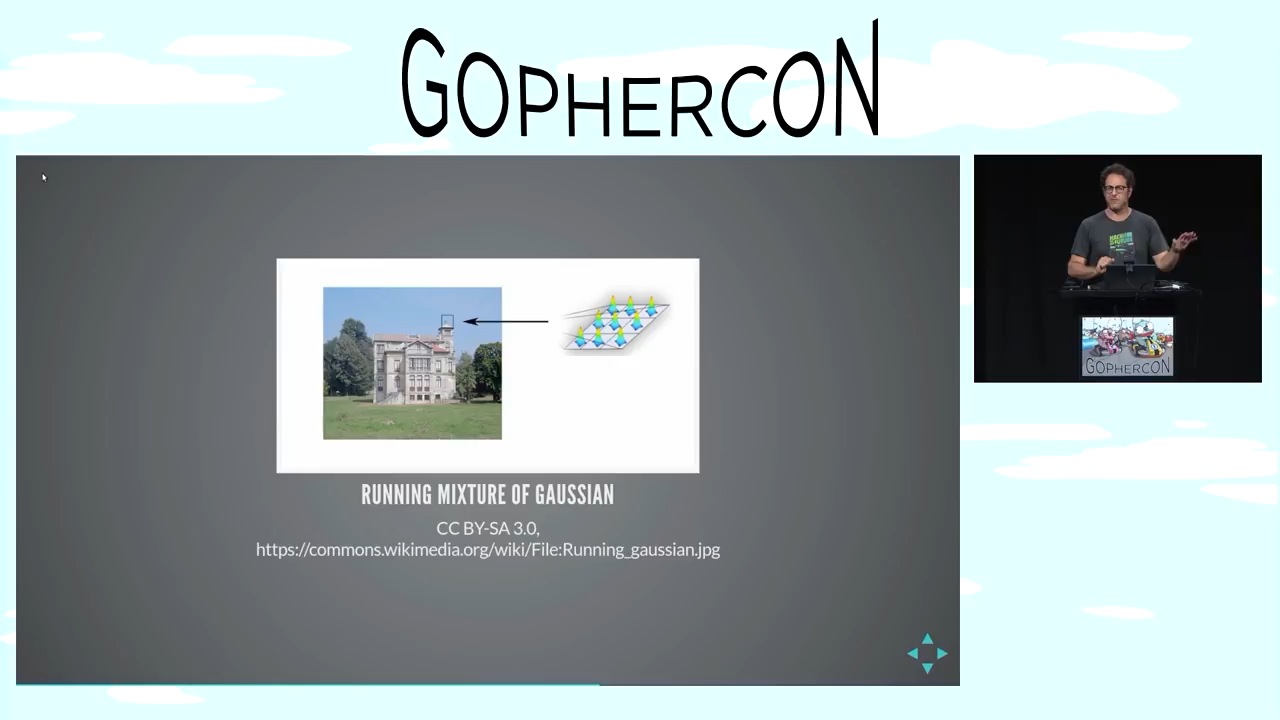 GOPHERCON
RUNNING MIXTURE OF GAUSSIAN
CC BY-SA 3.0,
https://commons.wikimedia.org/wiki/File:Running_gaussian.jpg
GOPHERCON